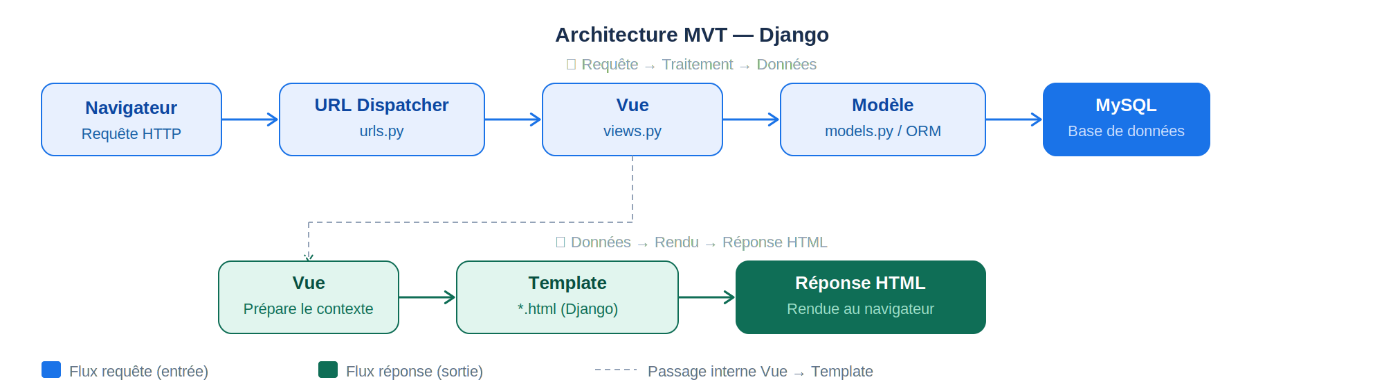 Architecture MVT — Django
▯ Requête → Traitement → Données
Navigateur
Requête HTTP
URL Dispatcher
urls.py
Vue
views.py
Modèle
models.py / ORM
MySQL
Base de données
▯ Données → Rendu → Réponse HTML
Vue
Prépare le contexte
Template
*.html (Django)
Réponse HTML
Rendue au navigateur
Flux requête (entrée)
Flux réponse (sortie)
Passage interne Vue → Template